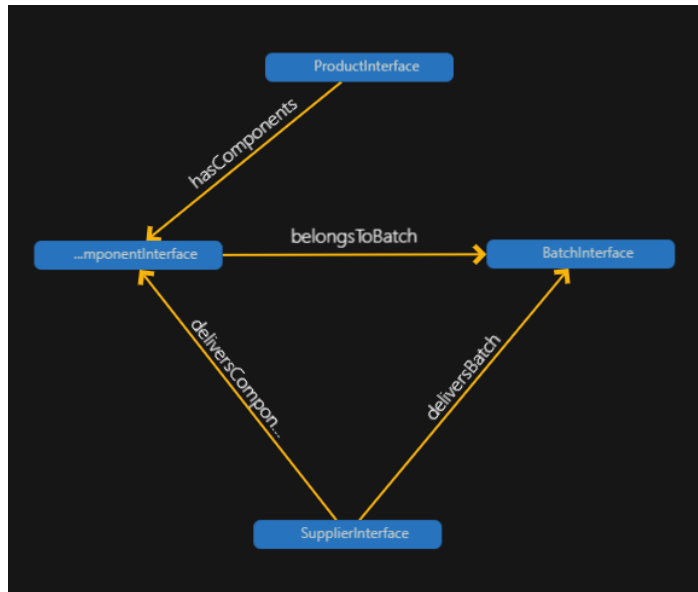 ProductInterface
hasComponents
belongsToBatch
...mponentInterface
BatchInterface
deliversCompon...
deliversBatch
SupplierInterface